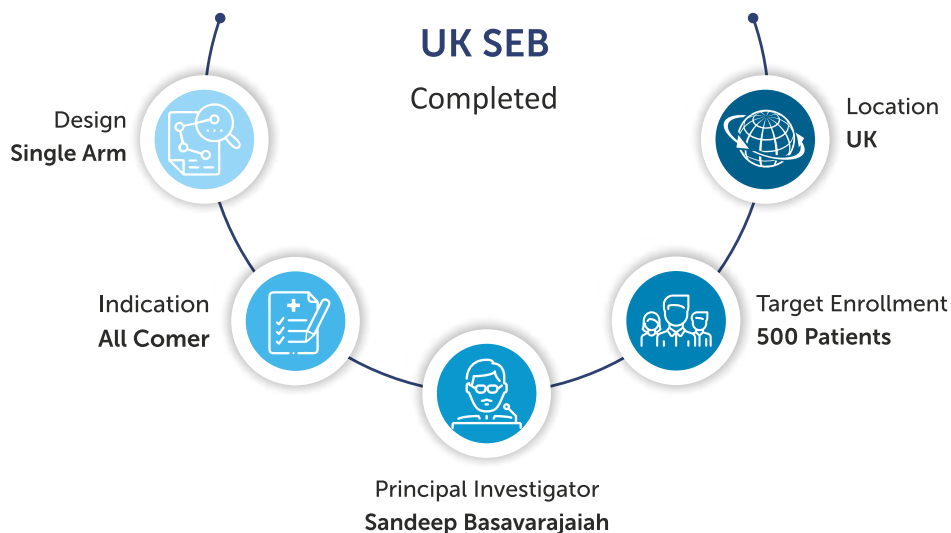 UK SEB
Completed
Design
Single Arm
Location
UK
Indication
All Comer
Target Enrollment
500 Patients
Principal Investigator
Sandeep Basavarajaiah